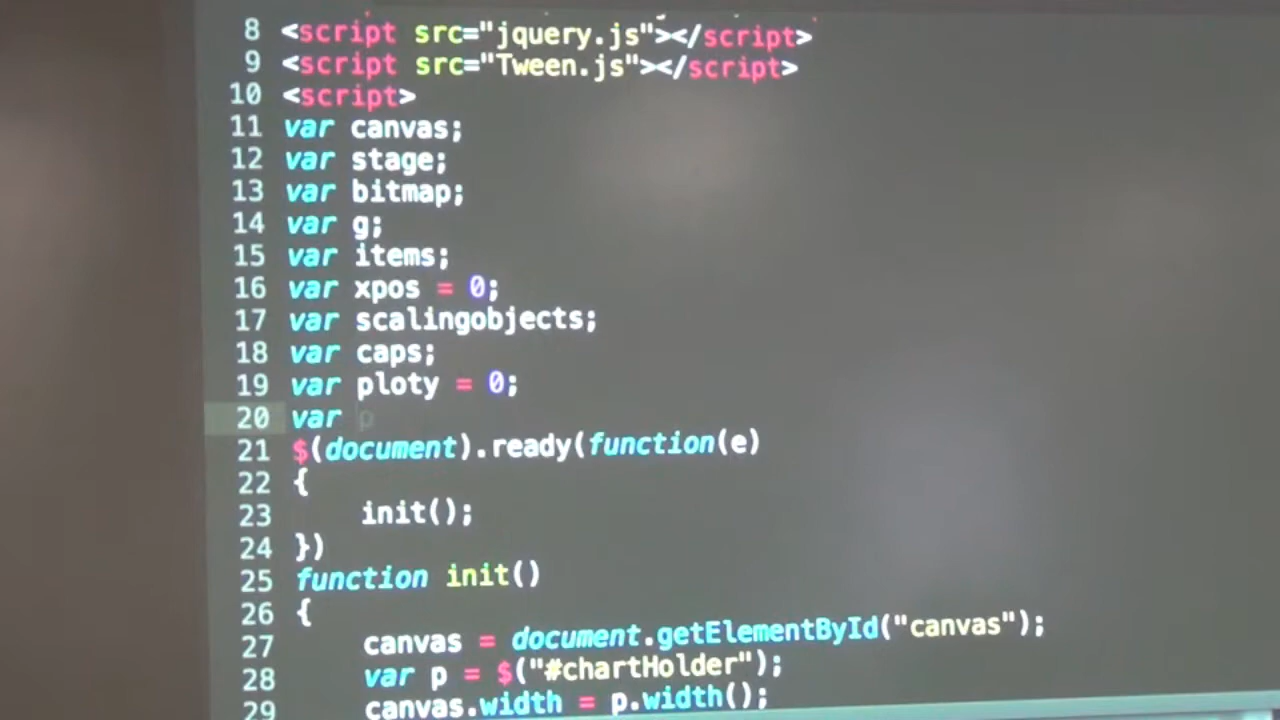 8 <script src="jquery.js"></script>
9 <script src="Tween.js"></script>
10 <script>
11 var canvas;
12 var stage;
13 var bitmap;
14 var g;
15 var items;
16 var xpos = 0;
17 var scalingobjects;
18 var caps;
19 var ploty = 0;
20 var p
21 $(document).ready(function(e)
22 {
23 init();
24 })
25 function init()
26 {
27 canvas = document.getElementById("canvas");
28 var p = $("#chartHolder");
29 canvas.width = p.width();